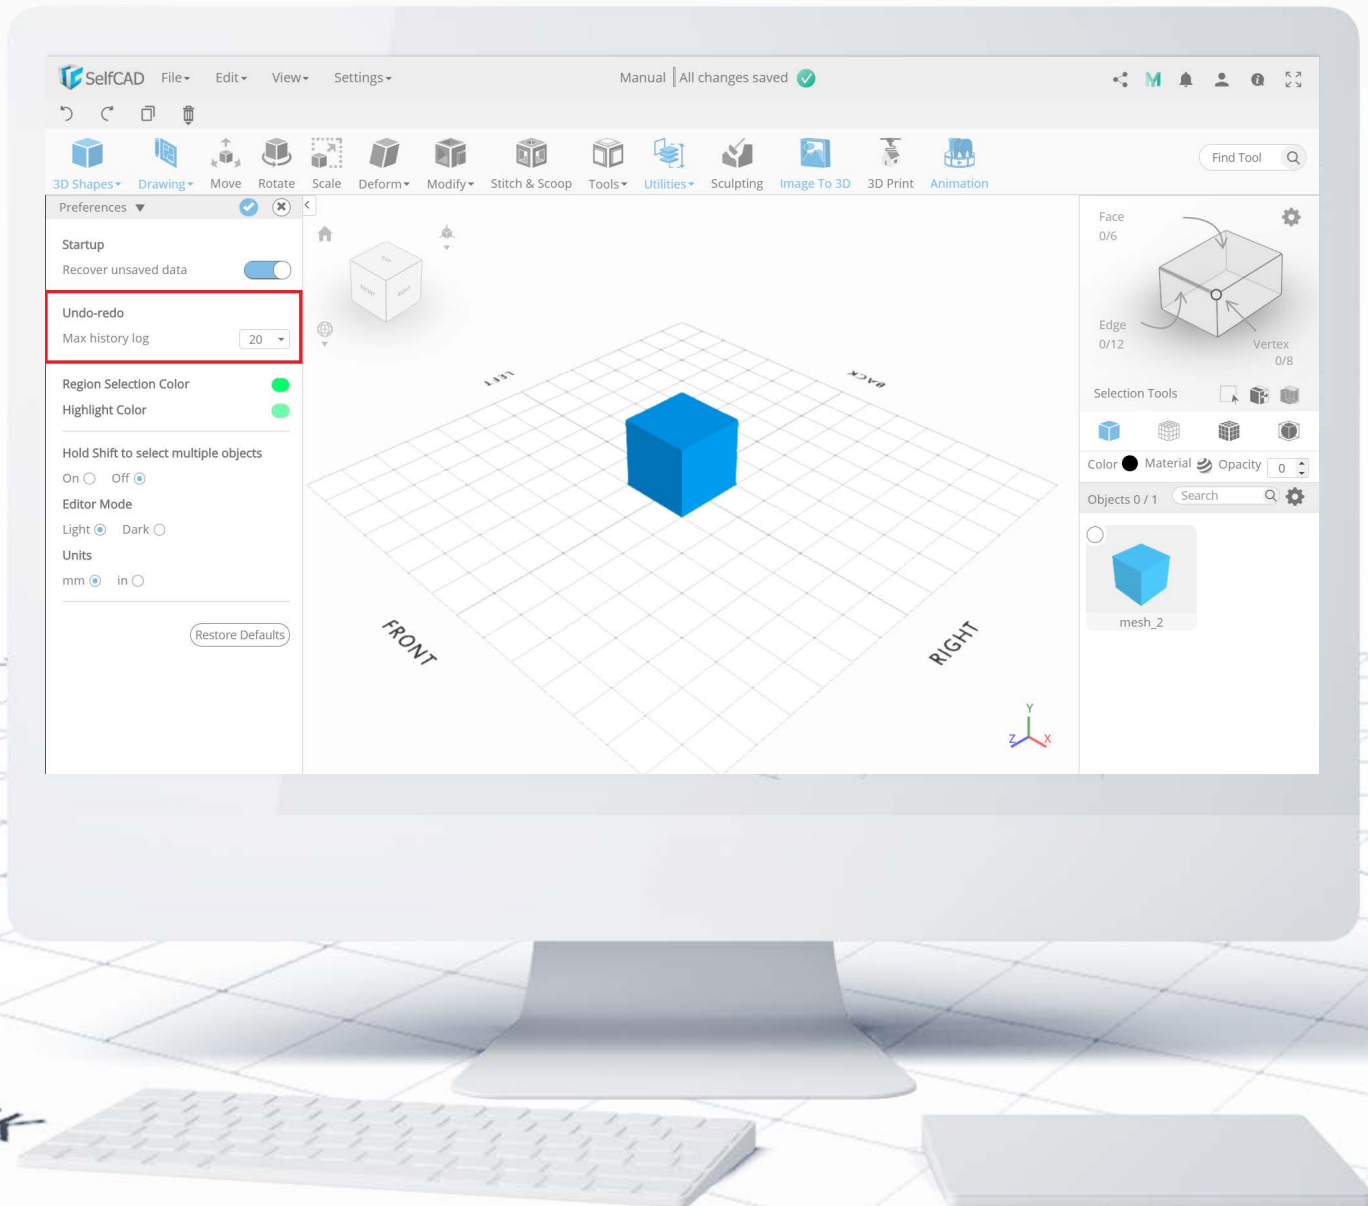 SelfCAD File Edit View Settings Manual All changes saved
3D Shapes Drawing Move Rotate Scale Deform Modify Stitch & Scoop Tools Utilities Sculpting Image To 3D 3D Print Animation Find Tool
Preferences
Startup
Recover unsaved data
Undo-redo
Max history log 20
Region Selection Color
Highlight Color
Hold Shift to select multiple objects
On Off
Editor Mode
Light Dark
Units
mm in
Restore Defaults
TOP
FRONT RIGHT
LEFT
BACK
FRONT
RIGHT
Y
Z X
Face
0/6
Edge
0/12
Vertex
0/8
Selection Tools
Color Material Opacity 0
Objects 0 / 1 Search
mesh_2